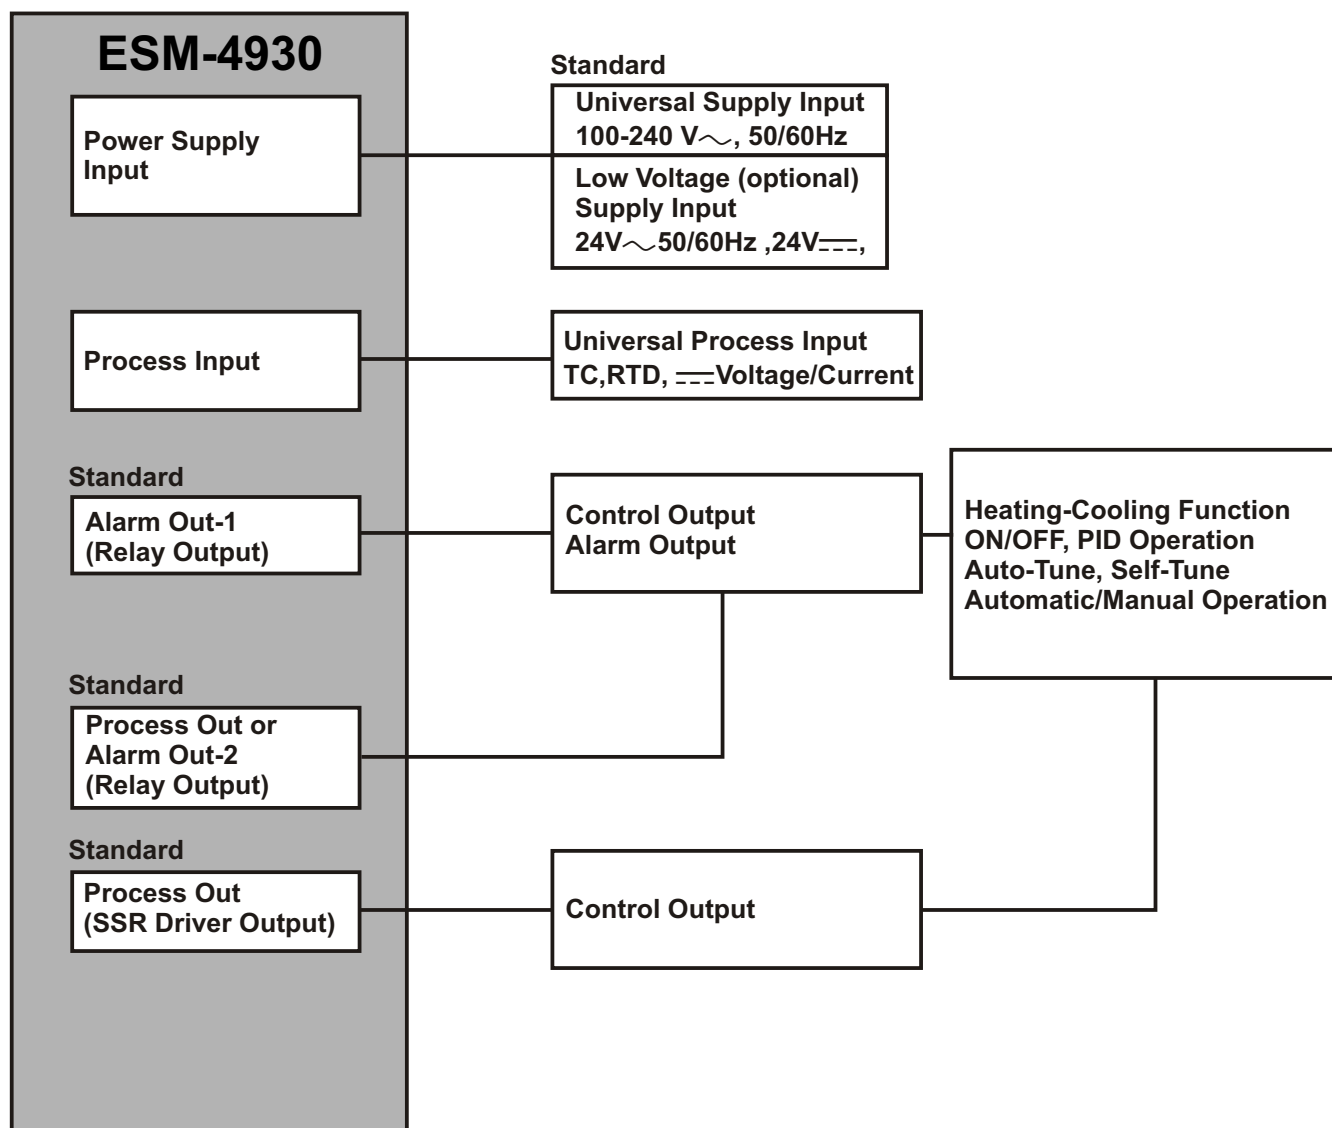 ESM-4930
Power Supply
Input
Standard
Universal Supply Input
100-240 V⏦, 50/60Hz
Low Voltage (optional)
Supply Input
24V⏦50/60Hz ,24V⎓,
Process Input
Universal Process Input
TC,RTD, ⎓Voltage/Current
Standard
Alarm Out-1
(Relay Output)
Control Output
Alarm Output
Heating-Cooling Function
ON/OFF, PID Operation
Auto-Tune, Self-Tune
Automatic/Manual Operation
Standard
Process Out or
Alarm Out-2
(Relay Output)
Standard
Process Out
(SSR Driver Output)
Control Output